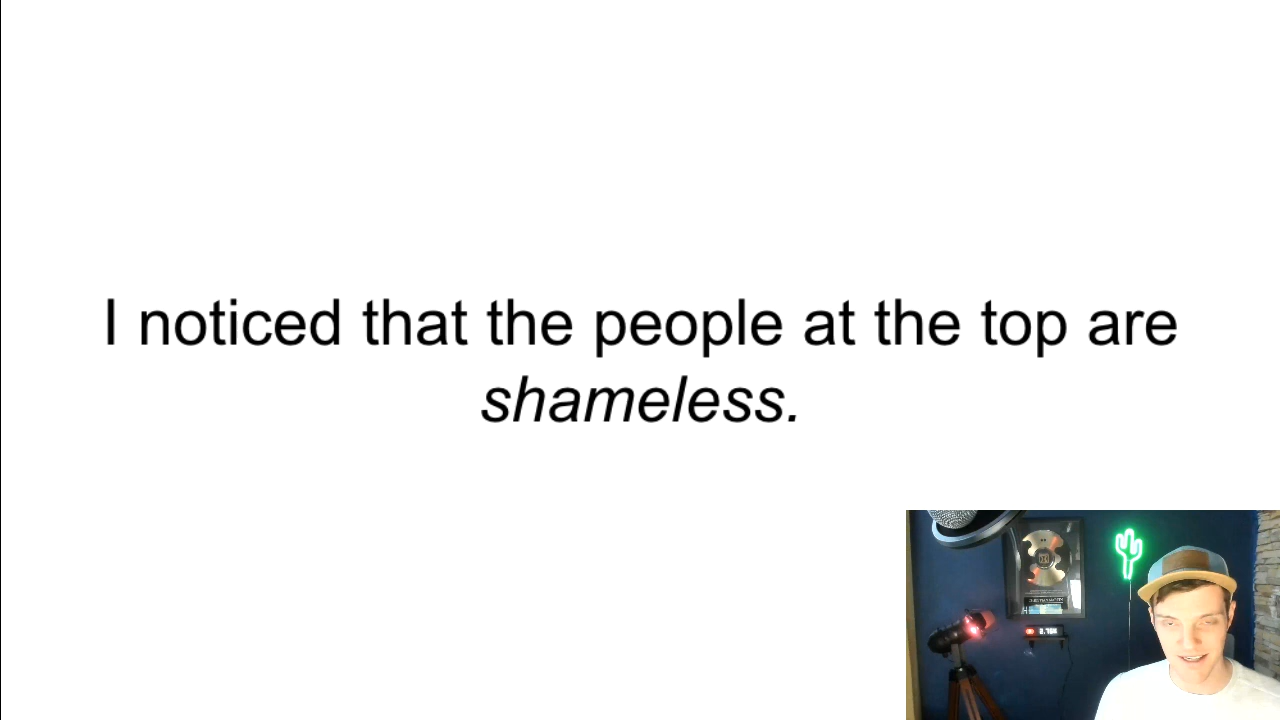 I noticed that the people at the top are
shameless.